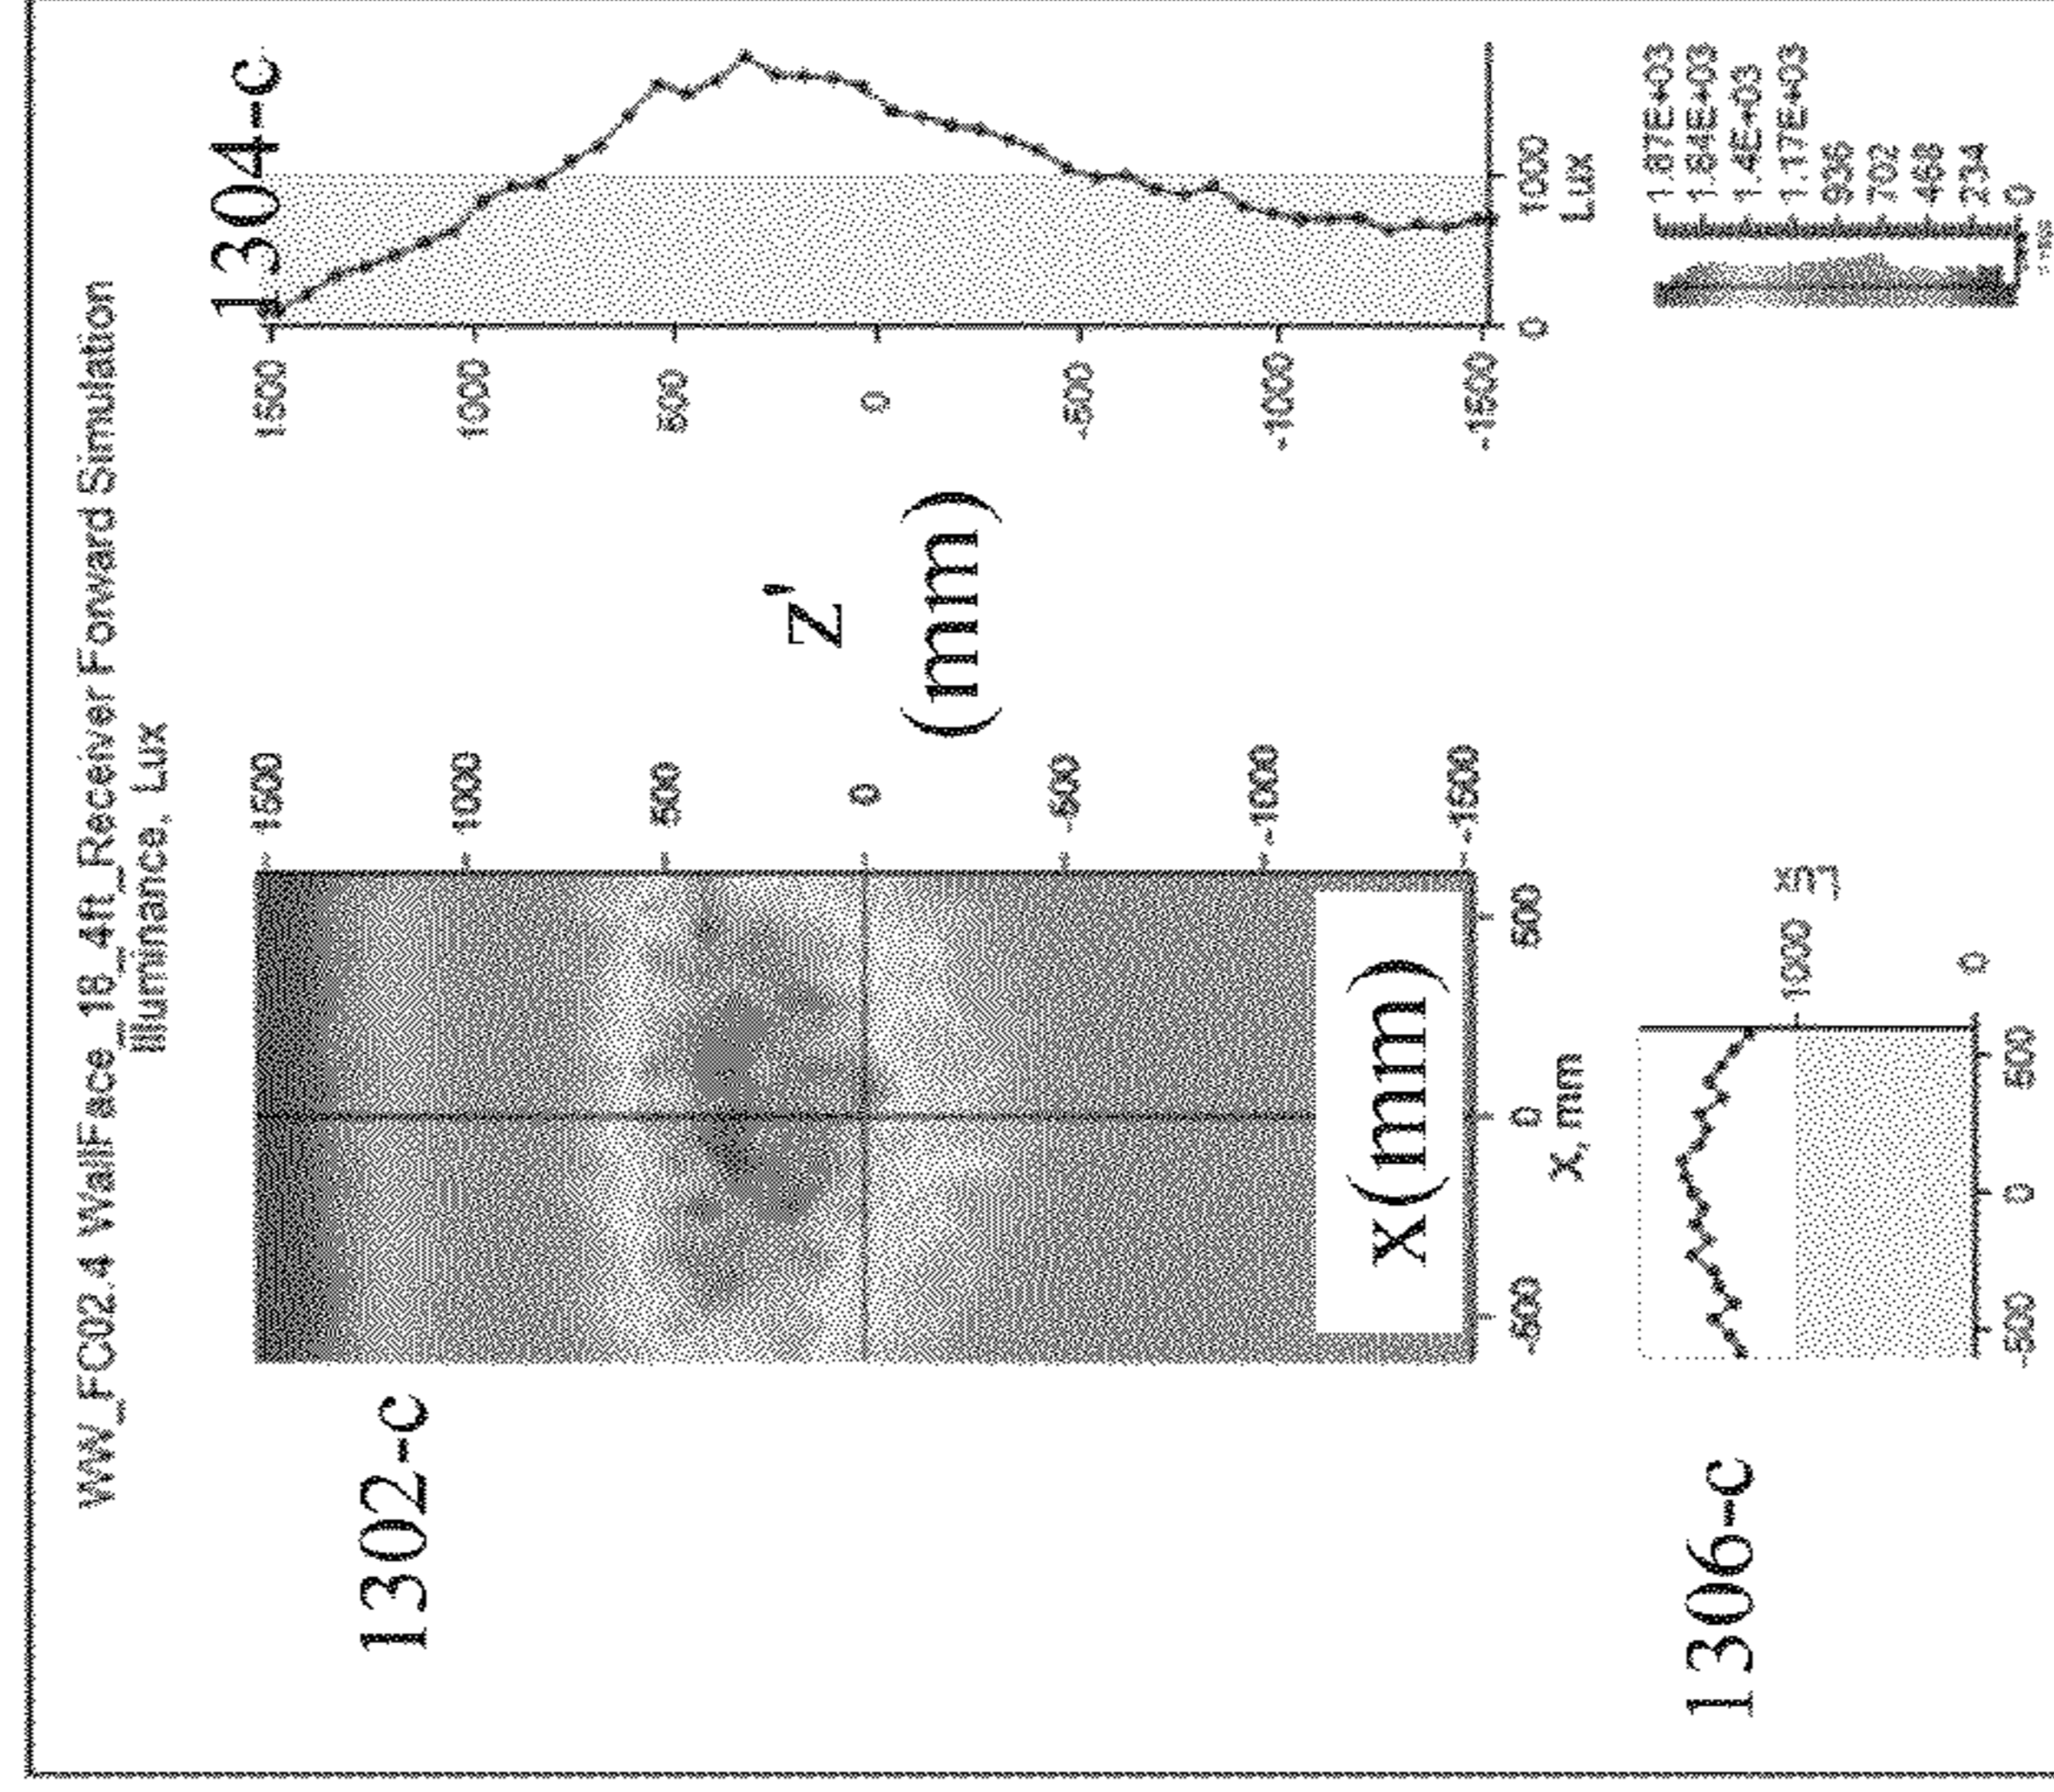 WW_FC02.4 WallFace_18_4ft_Receiver Forward Simulation
Illuminance, Lux
1302-c
1500
1000
500
0
-500
-1000
-1500
-500
0
500
x(mm)
X, mm
z'
(mm)
1304-c
1500
1000
500
0
-500
-1000
-1500
0
1000
Lux
1306-c
1000
Lux
0
-500
0
500
1.87E+03
1.64E+03
1.4E+03
1.17E+03
936
702
468
234
0